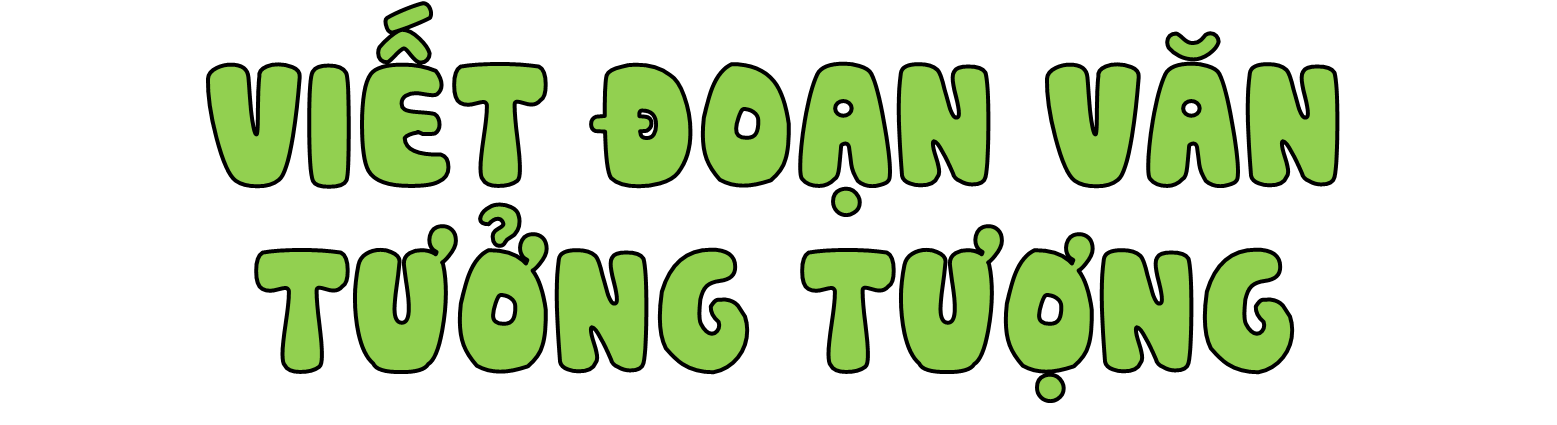 VIẾT ĐOẠN VĂN
TƯỞNG TƯỢNG